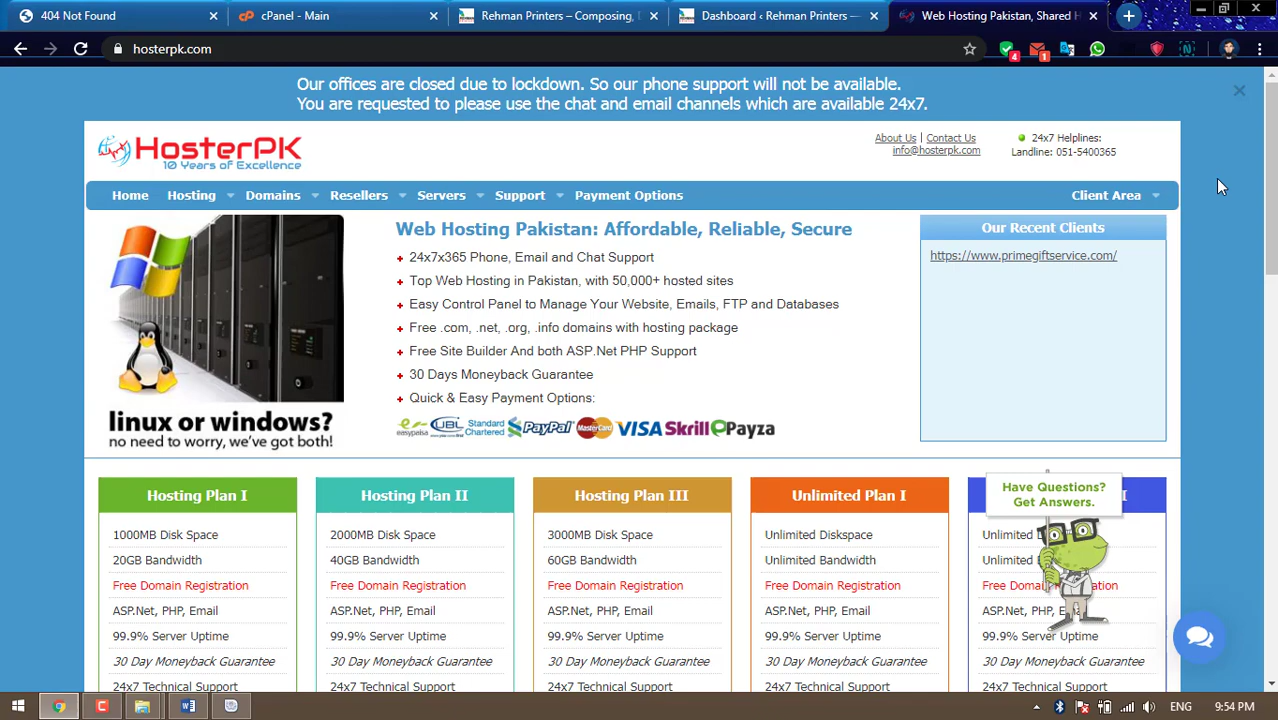 404 Not Found
cPanel - Main
Rehman Printers – Composing, D
Dashboard ‹ Rehman Printers —
Web Hosting Pakistan, Shared H
hosterpk.com
4
1
Our offices are closed due to lockdown. So our phone support will not be available.
You are requested to please use the chat and email channels which are available 24x7.
HosterPK
10 Years of Excellence
About Us | Contact Us
info@hosterpk.com
24x7 Helplines:
Landline: 051-5400365
Home Hosting Domains Resellers Servers Support Payment Options Client Area
linux or windows?
no need to worry, we've got both!
Web Hosting Pakistan: Affordable, Reliable, Secure
24x7x365 Phone, Email and Chat Support
Top Web Hosting in Pakistan, with 50,000+ hosted sites
Easy Control Panel to Manage Your Website, Emails, FTP and Databases
Free .com, .net, .org, .info domains with hosting package
Free Site Builder And both ASP.Net PHP Support
30 Days Moneyback Guarantee
Quick & Easy Payment Options:
easypaisa UBL Standard Chartered PayPal MasterCard VISA Skrill Payza
Our Recent Clients
https://www.primegiftservice.com/
Hosting Plan I
1000MB Disk Space
20GB Bandwidth
Free Domain Registration
ASP.Net, PHP, Email
99.9% Server Uptime
30 Day Moneyback Guarantee
24x7 Technical Support
Hosting Plan II
2000MB Disk Space
40GB Bandwidth
Free Domain Registration
ASP.Net, PHP, Email
99.9% Server Uptime
30 Day Moneyback Guarantee
24x7 Technical Support
Hosting Plan III
3000MB Disk Space
60GB Bandwidth
Free Domain Registration
ASP.Net, PHP, Email
99.9% Server Uptime
30 Day Moneyback Guarantee
24x7 Technical Support
Unlimited Plan I
Unlimited Diskspace
Unlimited Bandwidth
Free Domain Registration
ASP.Net, PHP, Email
99.9% Server Uptime
30 Day Moneyback Guarantee
24x7 Technical Support
Have Questions?
Get Answers.
Unlimited
Unlimited
Free Domain Registration
ASP.Net, PHP, Email
99.9% Server Uptime
30 Day Moneyback Guarantee
24x7 Technical Support
ENG
9:54 PM